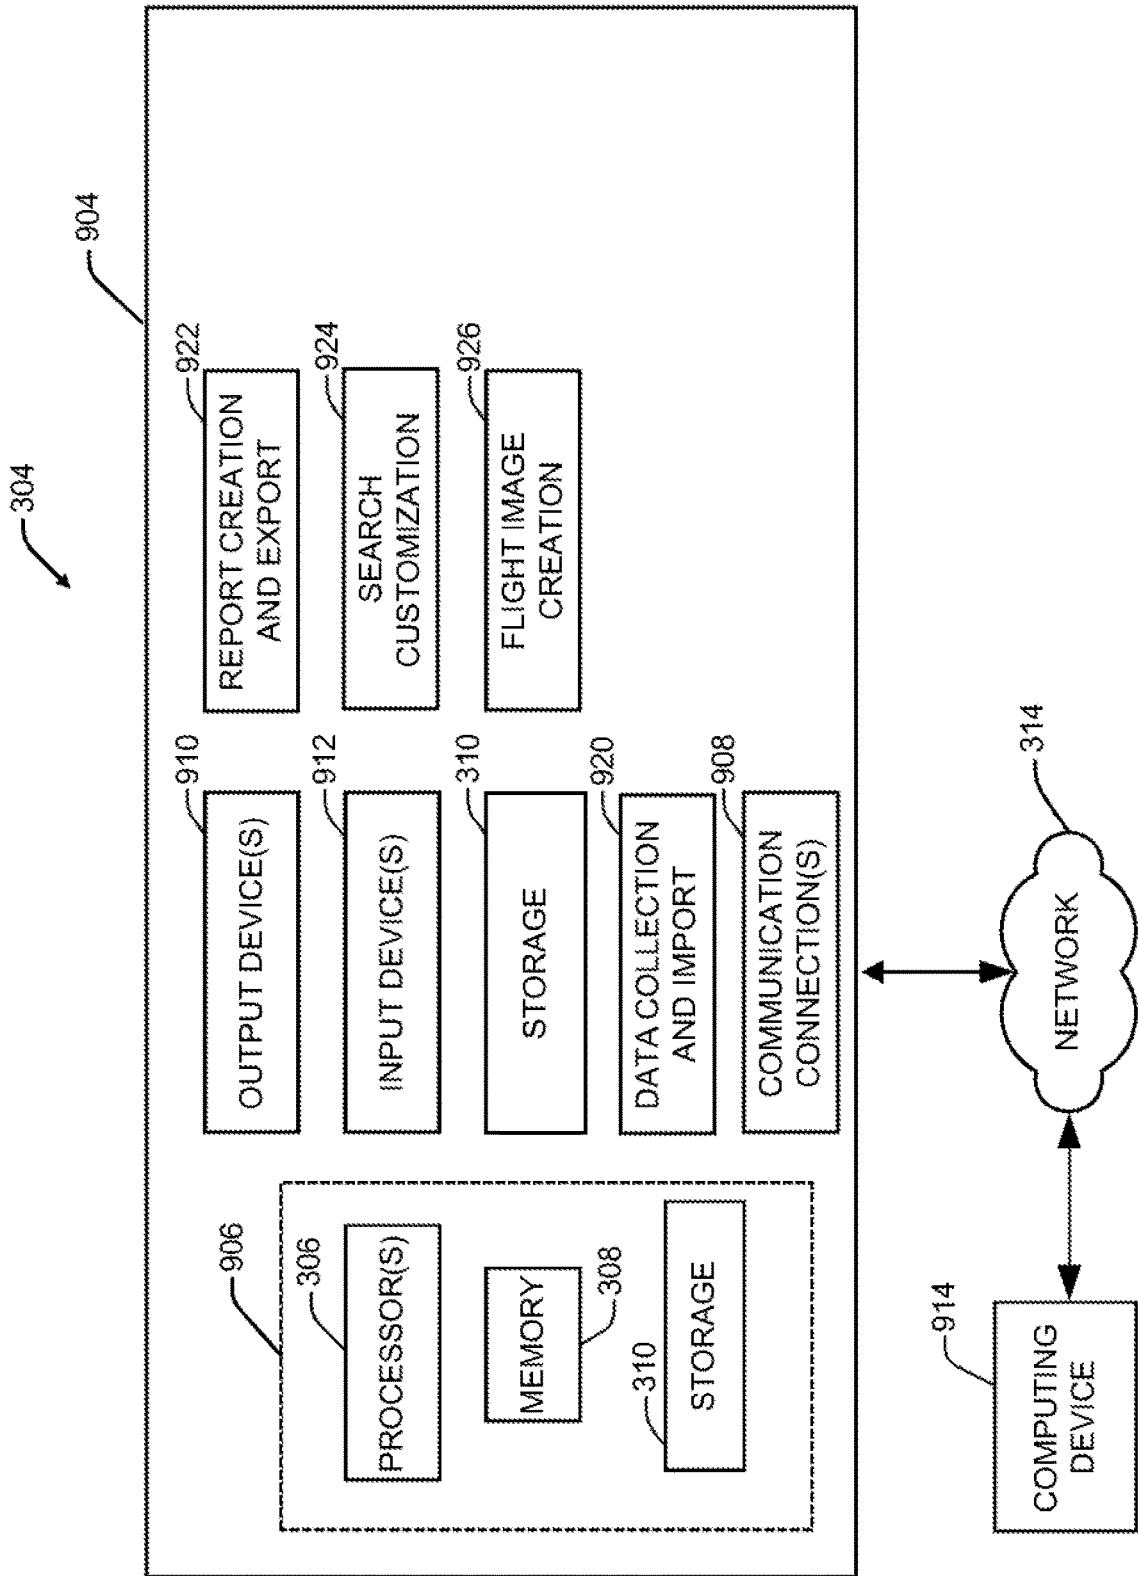 304
904
906
306
PROCESSOR(S)
MEMORY
308
310
STORAGE
910
OUTPUT DEVICE(S)
912
INPUT DEVICE(S)
310
STORAGE
920
DATA COLLECTION
AND IMPORT
908
COMMUNICATION
CONNECTION(S)
922
REPORT CREATION
AND EXPORT
924
SEARCH
CUSTOMIZATION
926
FLIGHT IMAGE
CREATION
914
COMPUTING
DEVICE
NETWORK
314